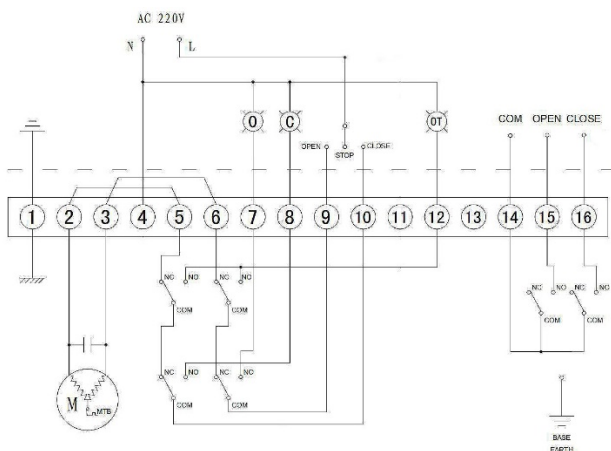 AC 220V
N L
O C OT
COM OPEN CLOSE
OPEN STOP CLOSE
1 2 3 4 5 6 7 8 9 10 11 12 13 14 15 16
NC NO NC NO
COM COM
NC NO NC NO
COM COM
NC NO NC NO
COM COM
M MTB
BASE
EARTH